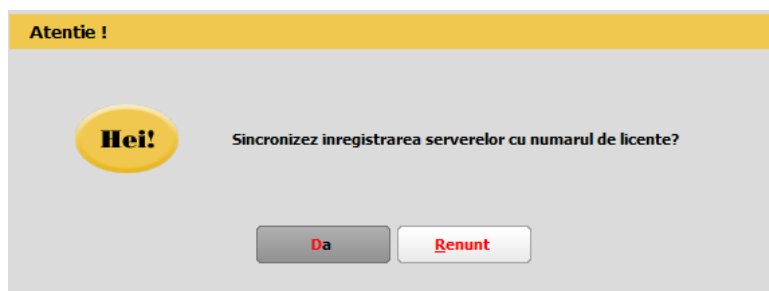 Atentie !
Hei!
Sincronizez inregistrarea serverelor cu numarul de licente?
Da
Renunt